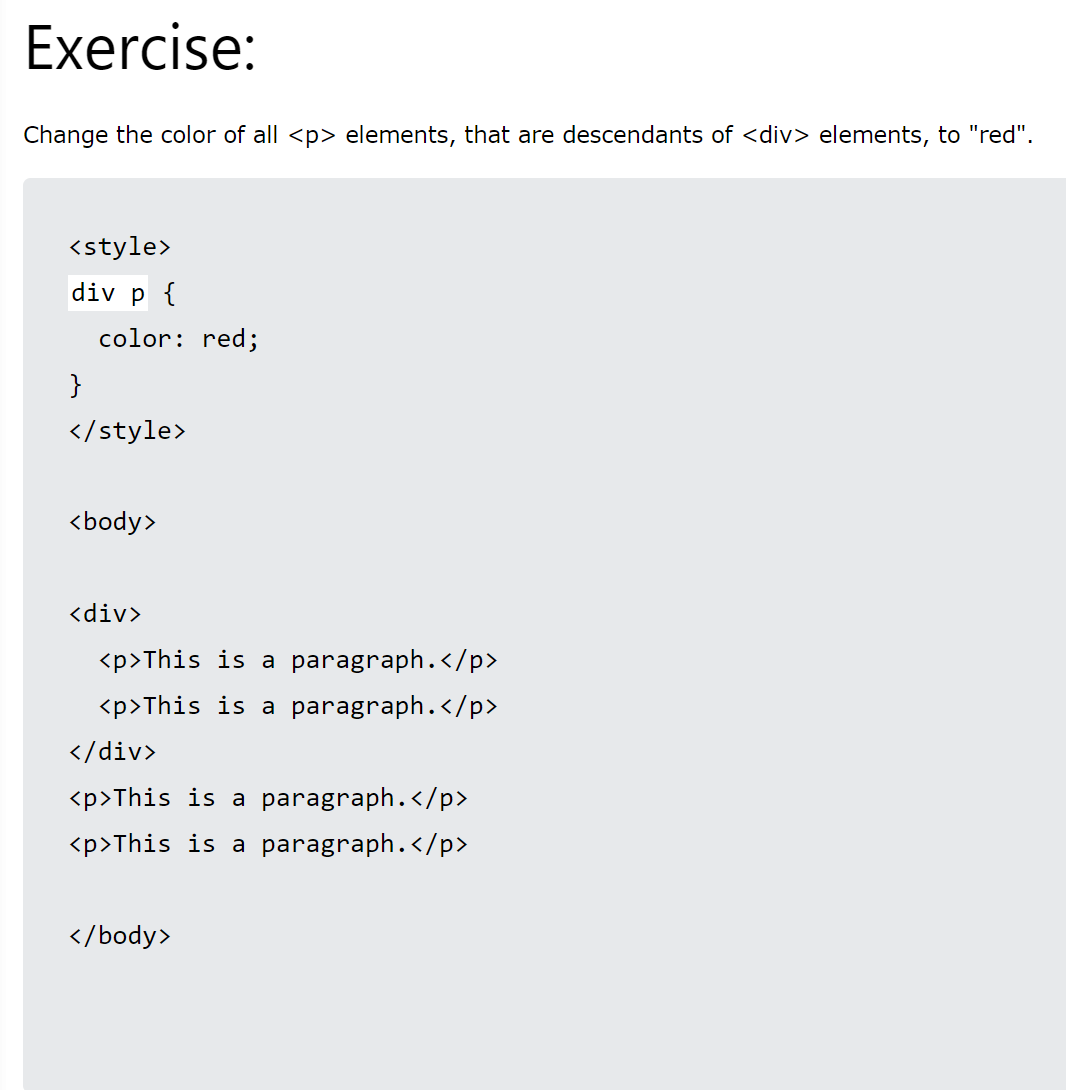 Exercise:
Change the color of all <p> elements, that are descendants of <div> elements, to "red".
<style>
div p {
  color: red;
}
</style>
<body>
<div>
  <p>This is a paragraph.</p>
  <p>This is a paragraph.</p>
</div>
<p>This is a paragraph.</p>
<p>This is a paragraph.</p>
</body>